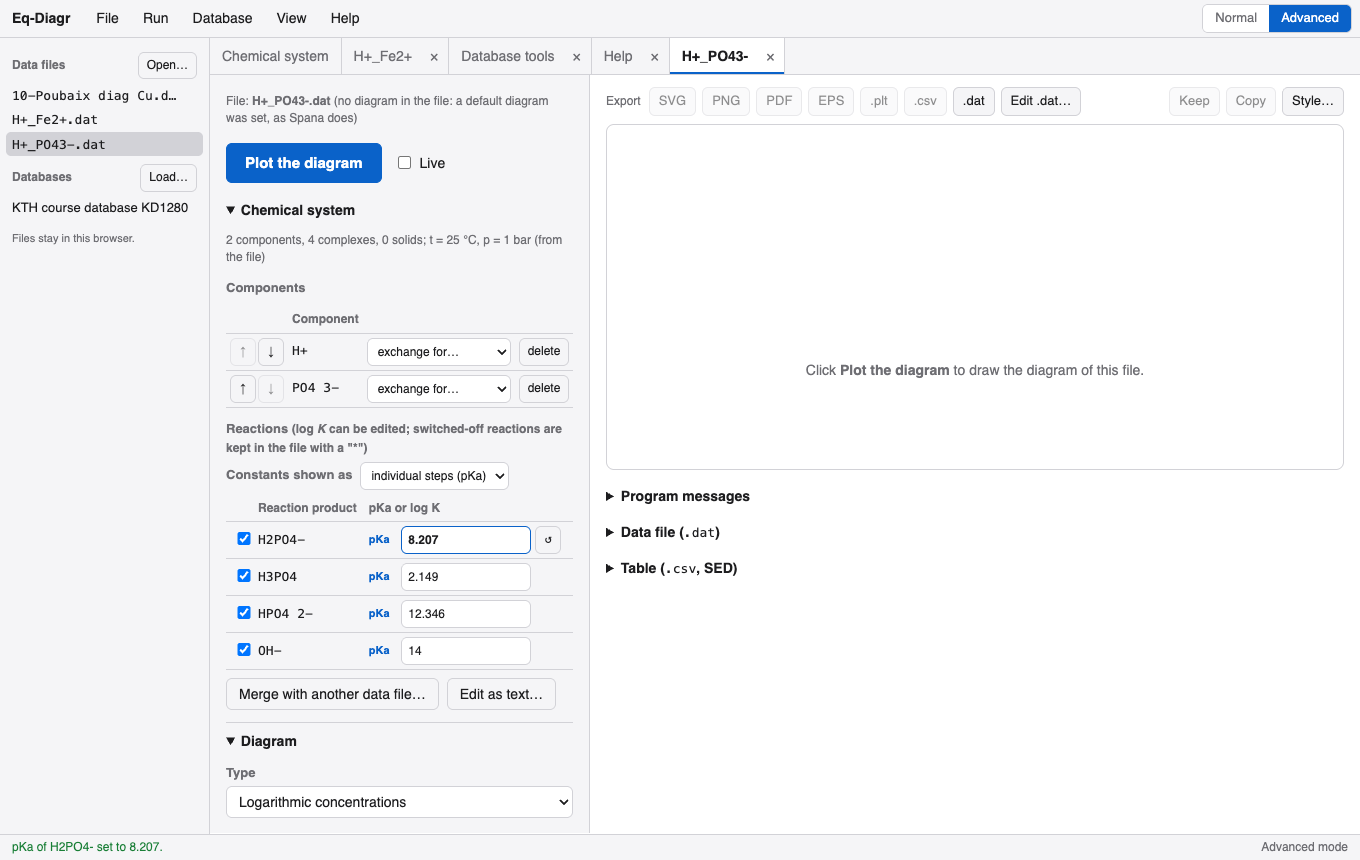 Eq-Diagr File Run Database View Help Normal Advanced
Data files Open…
10-Poubaix diag Cu.d…
H+_Fe2+.dat
H+_PO43-.dat
Databases Load…
KTH course database KD1280
Files stay in this browser.
Chemical system H+_Fe2+ × Database tools × Help × H+_PO43- ×
File: H+_PO43-.dat (no diagram in the file: a default diagram
was set, as Spana does)
Plot the diagram Live
▼ Chemical system
2 components, 4 complexes, 0 solids; t = 25 °C, p = 1 bar (from
the file)
Components
Component
↑ ↓ H+ exchange for… delete
↑ ↓ PO4 3- exchange for… delete
Reactions (log K can be edited; switched-off reactions are
kept in the file with a "*")
Constants shown as individual steps (pKa)
Reaction product pKa or log K
H2PO4- pKa 8.207 ↺
H3PO4 pKa 2.149
HPO4 2- pKa 12.346
OH- pKa 14
Merge with another data file… Edit as text…
▼ Diagram
Type
Logarithmic concentrations
Export SVG PNG PDF EPS .plt .csv .dat Edit .dat… Keep Copy Style…
Click Plot the diagram to draw the diagram of this file.
▶ Program messages
▶ Data file (.dat)
▶ Table (.csv, SED)
pKa of H2PO4- set to 8.207. Advanced mode